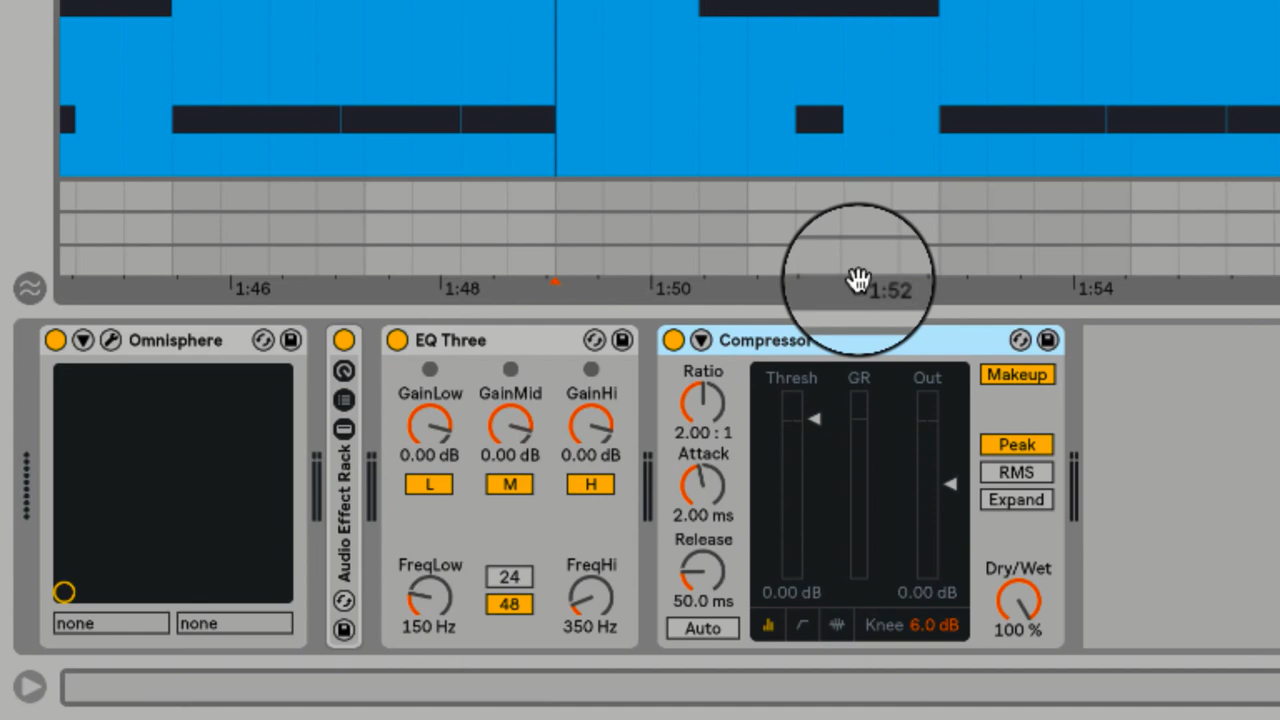 1:46 1:48 1:50 1:52 1:54
Omnisphere
none none
Audio Effect Rack
EQ Three
GainLow GainMid GainHi
0.00 dB 0.00 dB 0.00 dB
L M H
FreqLow 24 FreqHi
48
150 Hz 350 Hz
Compressor
Ratio
2.00 : 1
Attack
2.00 ms
Release
50.0 ms
Auto
Thresh GR Out
0.00 dB 0.00 dB
Knee 6.0 dB
Makeup
Peak
RMS
Expand
Dry/Wet
100 %